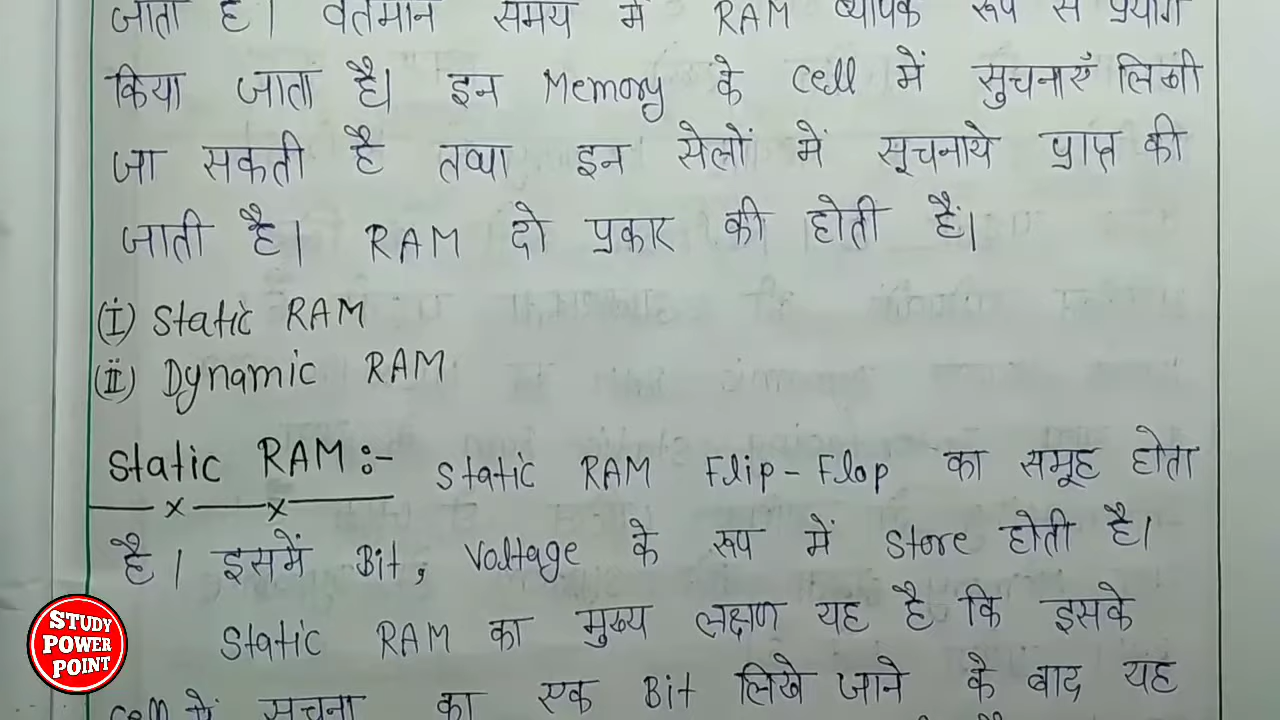 जाता है। वर्तमान समय में RAM व्यापक रूप से प्रयोग
किया जाता है। इन Memory के Cell में सुचनाएँ लिखी
जा सकती है तथा इन सेलों में सूचनाये प्राप्त की
जाती है। RAM दो प्रकार की होती हैं।
(i) Static RAM
(ii) Dynamic RAM
Static RAM:- Static RAM Flip-Flop का समूह होता
है। इसमें Bit, Voltage के रूप में Store होती है।
Static RAM का मुख्य लक्षण यह है कि इसके
Cell में सूचना का एक Bit लिखे जाने के बाद यह
STUDY
POWER
POINT